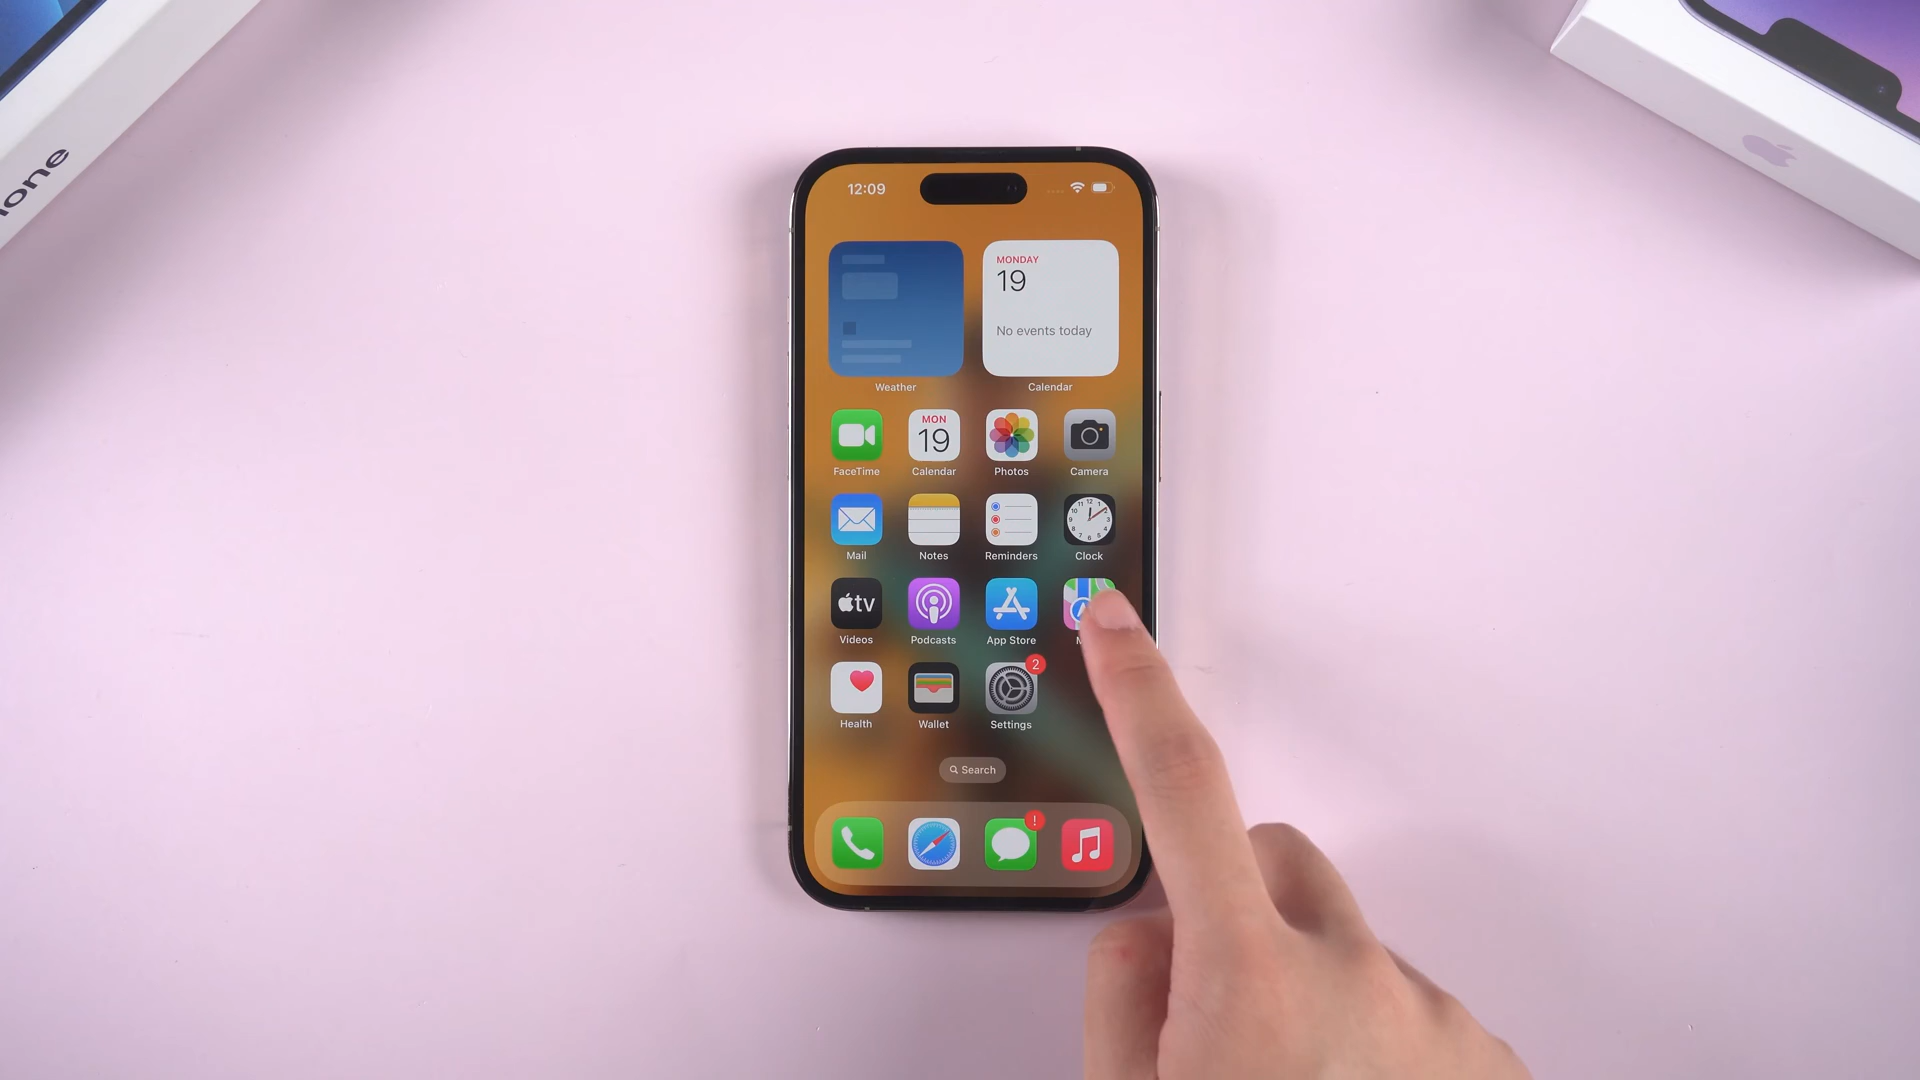 12:09
MONDAY
19
No events today
Weather
Calendar
MON
19
FaceTime
Calendar
Photos
Camera
Mail
Notes
Reminders
Clock
tv
Videos
Podcasts
App Store
Health
Wallet
2
Settings
Search
!